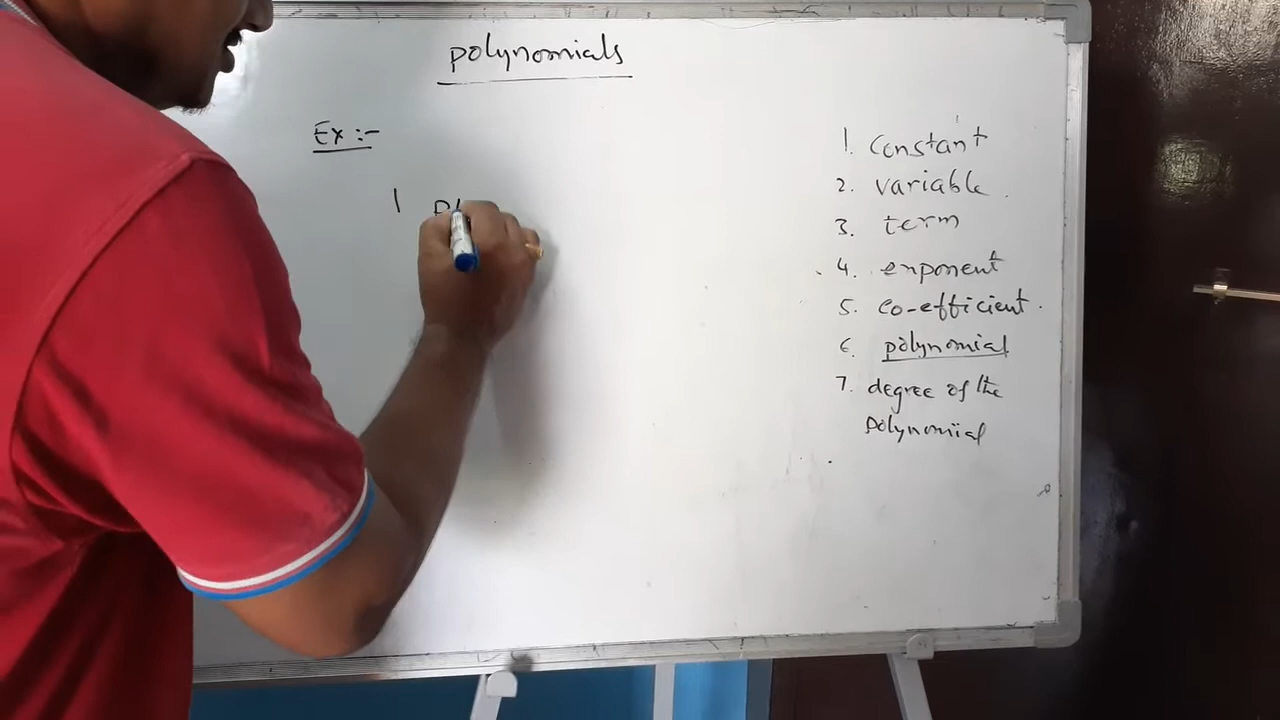 polynomials
Ex :-
1
1. constant
2. variable
3. term
4. exponent
5. co-efficient
6. polynomial
7. degree of the
polynomial